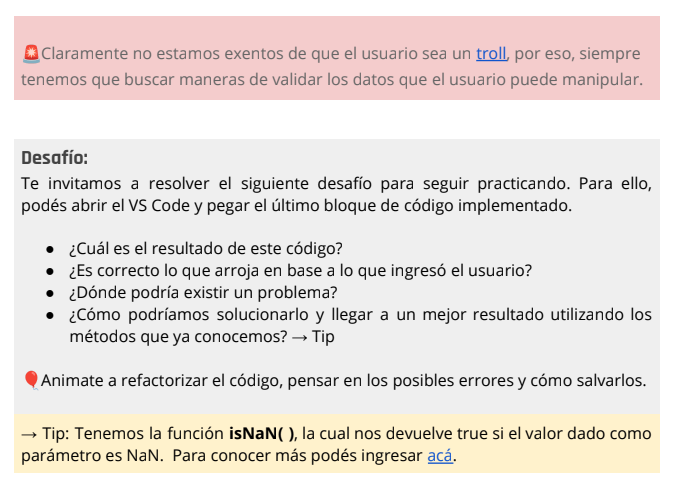 🚨Claramente no estamos exentos de que el usuario sea un troll, por eso, siempre
tenemos que buscar maneras de validar los datos que el usuario puede manipular.
Desafío:
Te invitamos a resolver el siguiente desafío para seguir practicando. Para ello,
podés abrir el VS Code y pegar el último bloque de código implementado.
● ¿Cuál es el resultado de este código?
● ¿Es correcto lo que arroja en base a lo que ingresó el usuario?
● ¿Dónde podría existir un problema?
● ¿Cómo podríamos solucionarlo y llegar a un mejor resultado utilizando los
métodos que ya conocemos? → Tip
🎈Animate a refactorizar el código, pensar en los posibles errores y cómo salvarlos.
→ Tip: Tenemos la función isNaN( ), la cual nos devuelve true si el valor dado como
parámetro es NaN. Para conocer más podés ingresar acá.